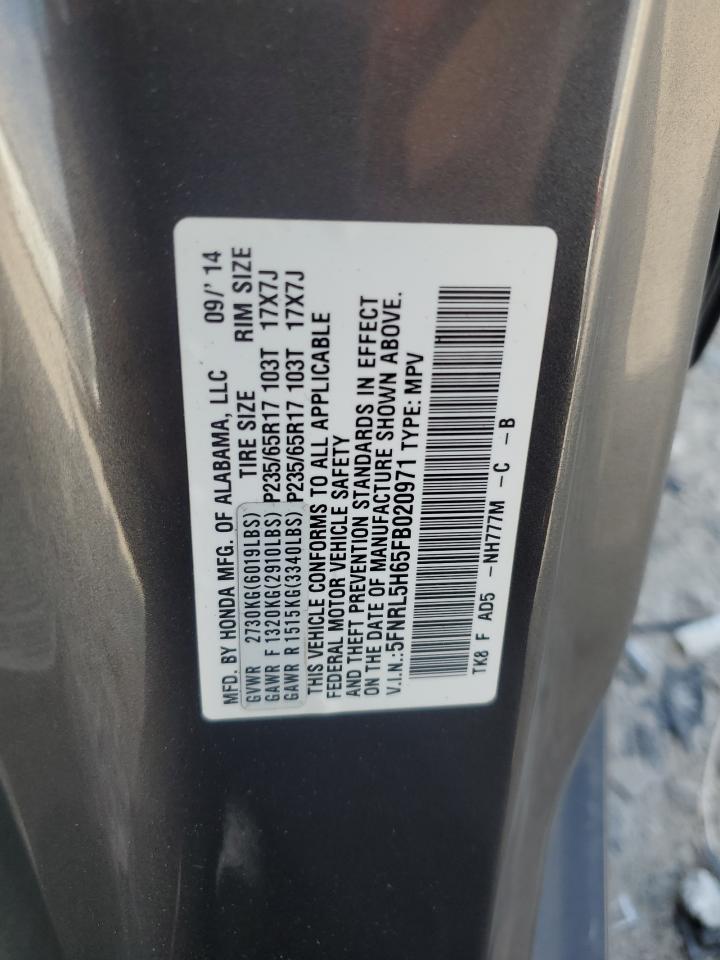 MFD. BY HONDA MFG. OF ALABAMA, LLC 09/' 14
TIRE SIZE RIM SIZE
GVWR 2730KG(6019LBS)
GAWR F 1320KG(2910LBS) P235/65R17 103T 17X7J
GAWR R 1515KG(3340LBS) P235/65R17 103T 17X7J
THIS VEHICLE CONFORMS TO ALL APPLICABLE
FEDERAL MOTOR VEHICLE SAFETY
AND THEFT PREVENTION STANDARDS IN EFFECT
ON THE DATE OF MANUFACTURE SHOWN ABOVE.
V.I.N.:5FNRL5H65FB020971 TYPE: MPV
TK8 F AD5 -NH777M -C -B